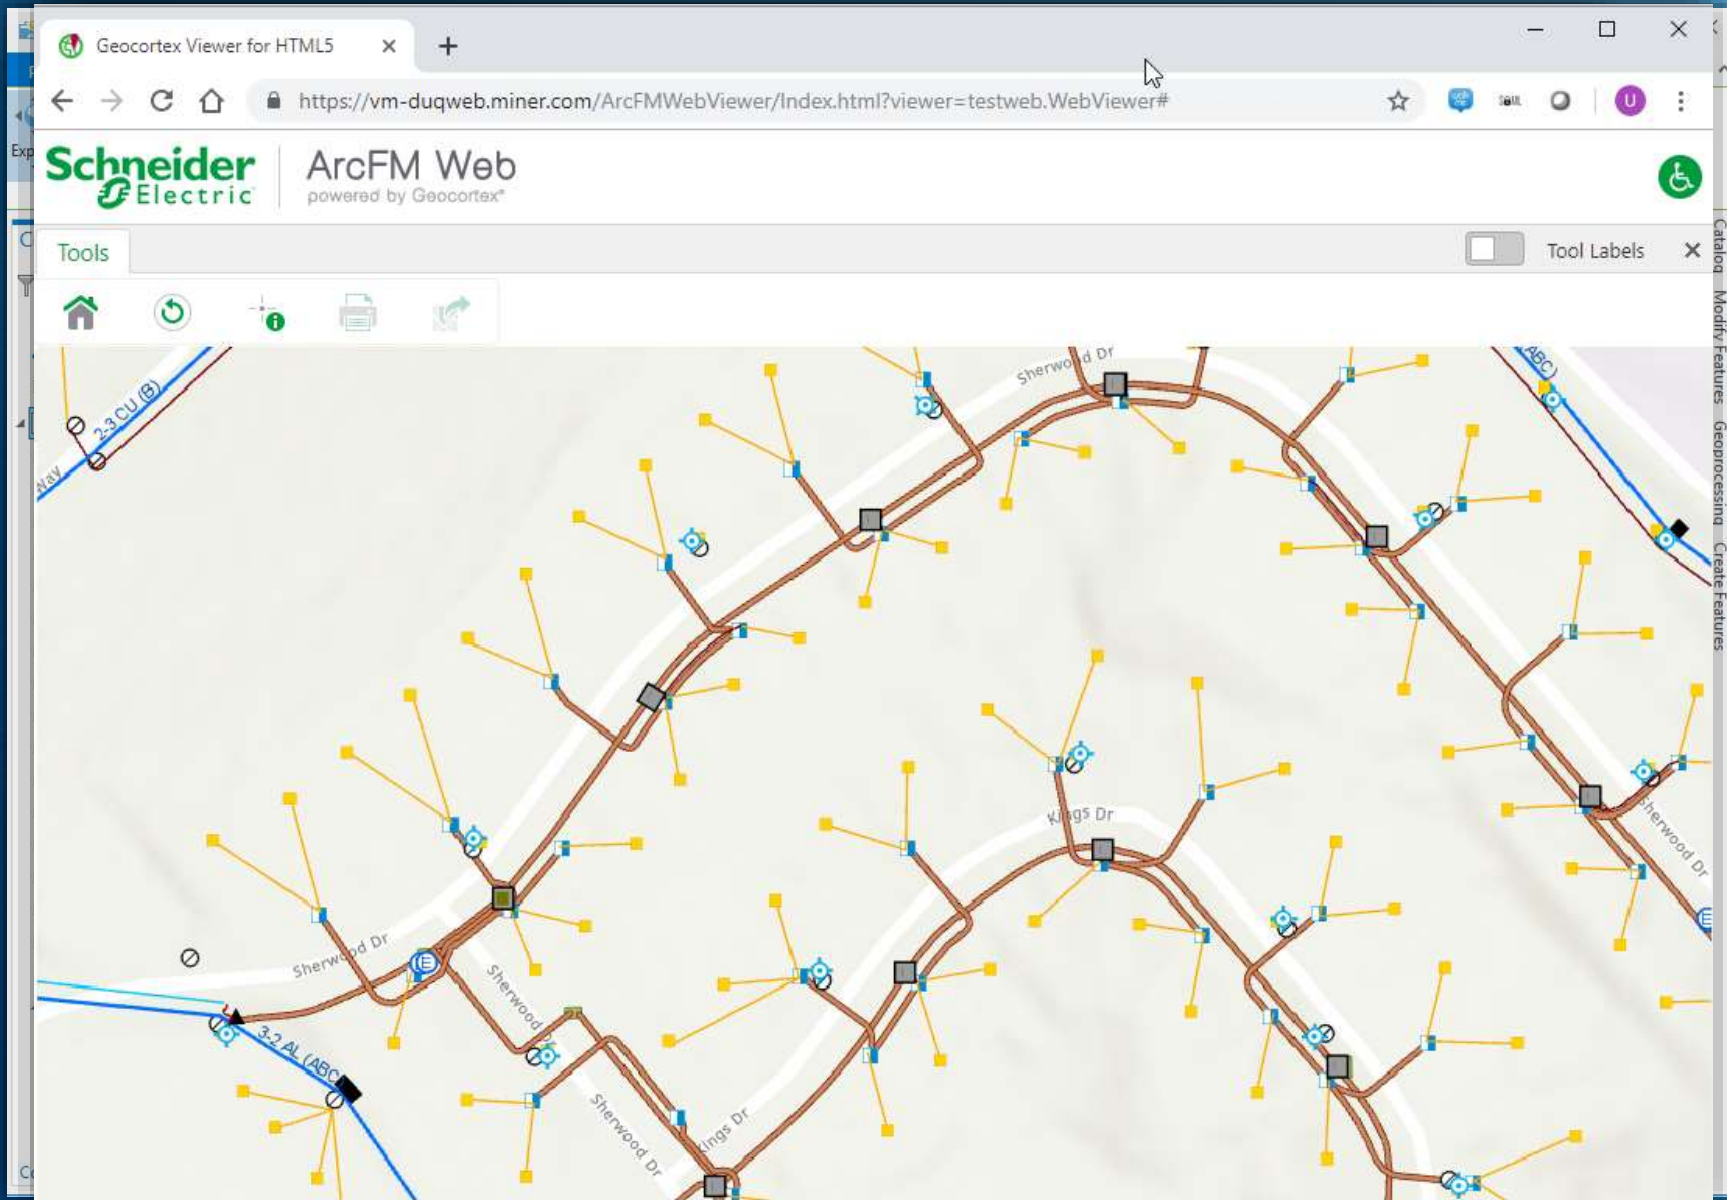 Geocortex Viewer for HTML5
https://vm-duqweb.miner.com/ArcFMWebViewer/Index.html?viewer=testweb.WebViewer#
U
Exp
Schneider
Electric
ArcFM Web
powered by Geocortex®
Tools
Tool Labels
Catalog
Modify Features
Geoprocessing
Create Features
Sherwood Dr
ABC)
2-3 CU (B)
Way
Kings Dr
Sherwood Dr
E
Sherwood Dr
E
Sherwood Dr
3-2 AL (ABC
Sherwood Dr
Kings Dr